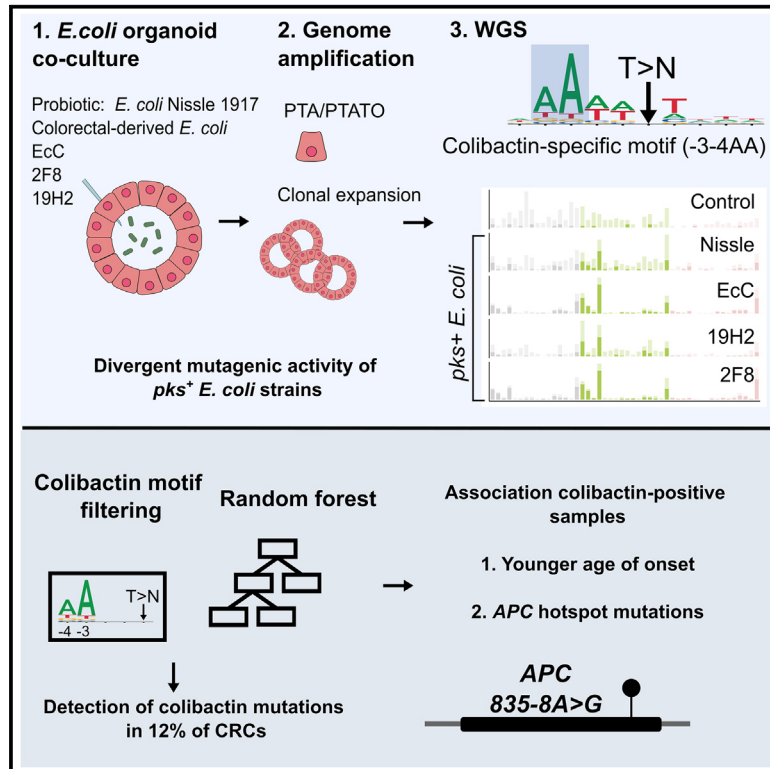 1. E.coli organoid
co-culture
Probiotic: E. coli Nissle 1917
Colorectal-derived E. coli
EcC
2F8
19H2
2. Genome
amplification
PTA/PTATO
Clonal expansion
3. WGS
T>N
A A A A T
Colibactin-specific motif (-3-4AA)
Control
Nissle
EcC
19H2
2F8
pks+ E. coli
Divergent mutagenic activity of
pks+ E. coli strains
Colibactin motif
filtering
A A
T>N
-4 -3
Random forest
Detection of colibactin mutations
in 12% of CRCs
Association colibactin-positive
samples
1. Younger age of onset
2. APC hotspot mutations
APC
835-8A>G